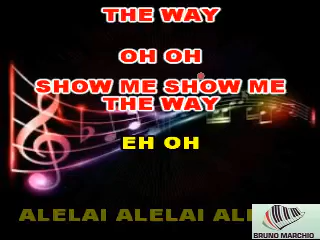 THE WAY
OH OH
SHOW ME SHOW ME
THE WAY
EH OH
ALELAI ALELAI
BRUNO MARCHIO